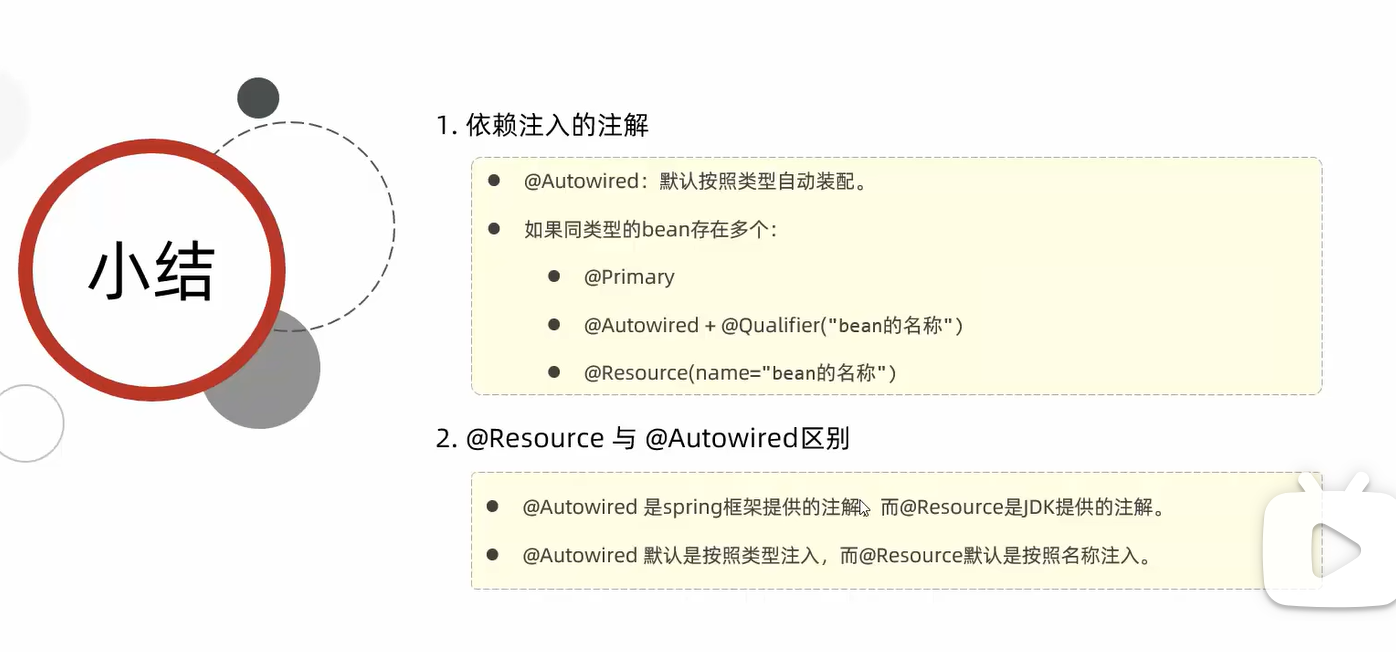 小结
1. 依赖注入的注解
@Autowired：默认按照类型自动装配。
如果同类型的bean存在多个：
@Primary
@Autowired + @Qualifier("bean的名称")
@Resource(name="bean的名称")
2. @Resource 与 @Autowired区别
@Autowired 是spring框架提供的注解，而@Resource是JDK提供的注解。
@Autowired 默认是按照类型注入，而@Resource默认是按照名称注入。